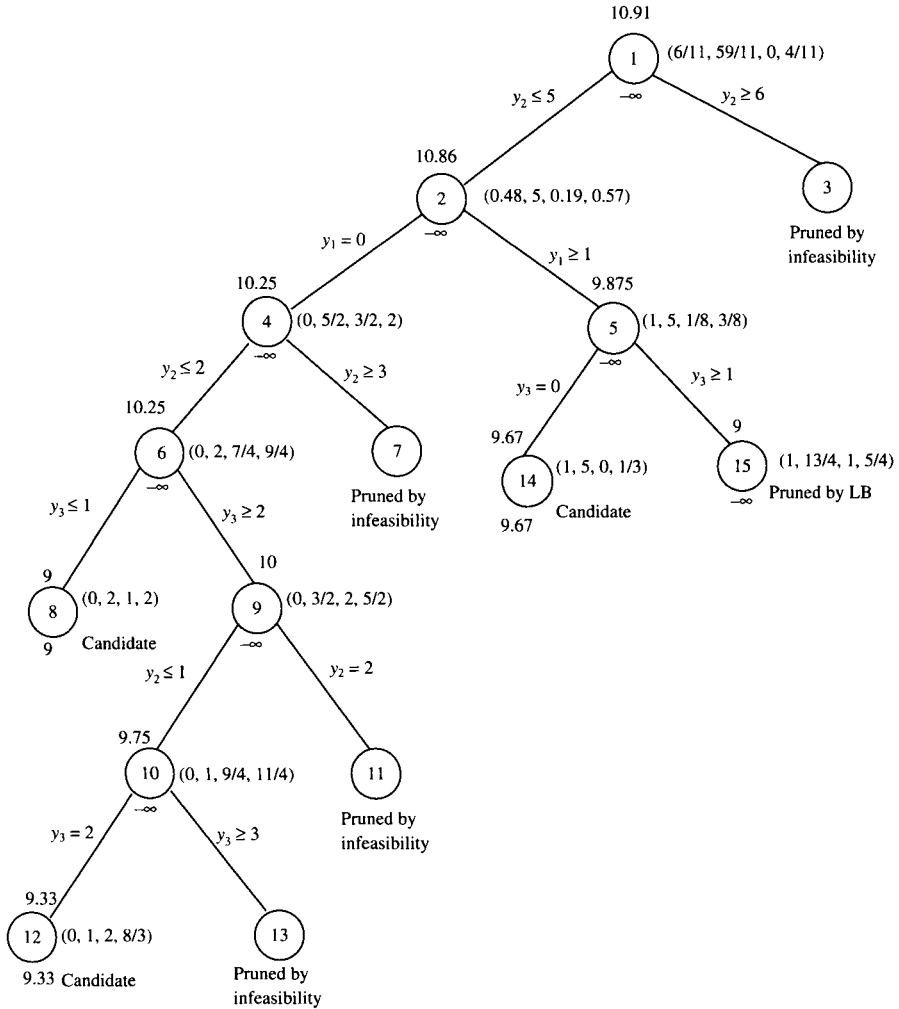 10.91
1
(6/11, 59/11, 0, 4/11)
−∞
y₂ ≤ 5
y₂ ≥ 6
10.86
2
(0.48, 5, 0.19, 0.57)
−∞
3
Pruned by
infeasibility
y₁ = 0
y₁ ≥ 1
10.25
4
(0, 5/2, 3/2, 2)
−∞
9.875
5
(1, 5, 1/8, 3/8)
−∞
y₂ ≤ 2
y₂ ≥ 3
y₃ = 0
y₃ ≥ 1
10.25
6
(0, 2, 7/4, 9/4)
−∞
7
Pruned by
infeasibility
9.67
14
(1, 5, 0, 1/3)
9.67
Candidate
9
15
(1, 13/4, 1, 5/4)
−∞
Pruned by LB
y₃ ≤ 1
y₃ ≥ 2
9
8
(0, 2, 1, 2)
9
Candidate
10
9
(0, 3/2, 2, 5/2)
−∞
y₂ ≤ 1
y₂ = 2
9.75
10
(0, 1, 9/4, 11/4)
−∞
11
Pruned by
infeasibility
y₃ = 2
y₃ ≥ 3
9.33
12
(0, 1, 2, 8/3)
9.33 Candidate
13
Pruned by
infeasibility